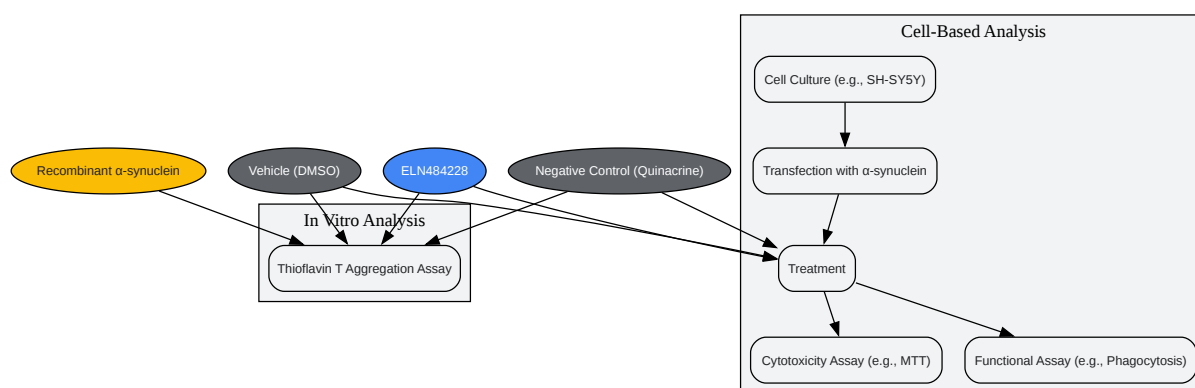 Cell-Based Analysis
Cell Culture (e.g., SH-SY5Y)
Recombinant α-synuclein
Vehicle (DMSO)
ELN484228
Negative Control (Quinacrine)
Transfection with α-synuclein
In Vitro Analysis
Thioflavin T Aggregation Assay
Treatment
Cytotoxicity Assay (e.g., MTT)
Functional Assay (e.g., Phagocytosis)